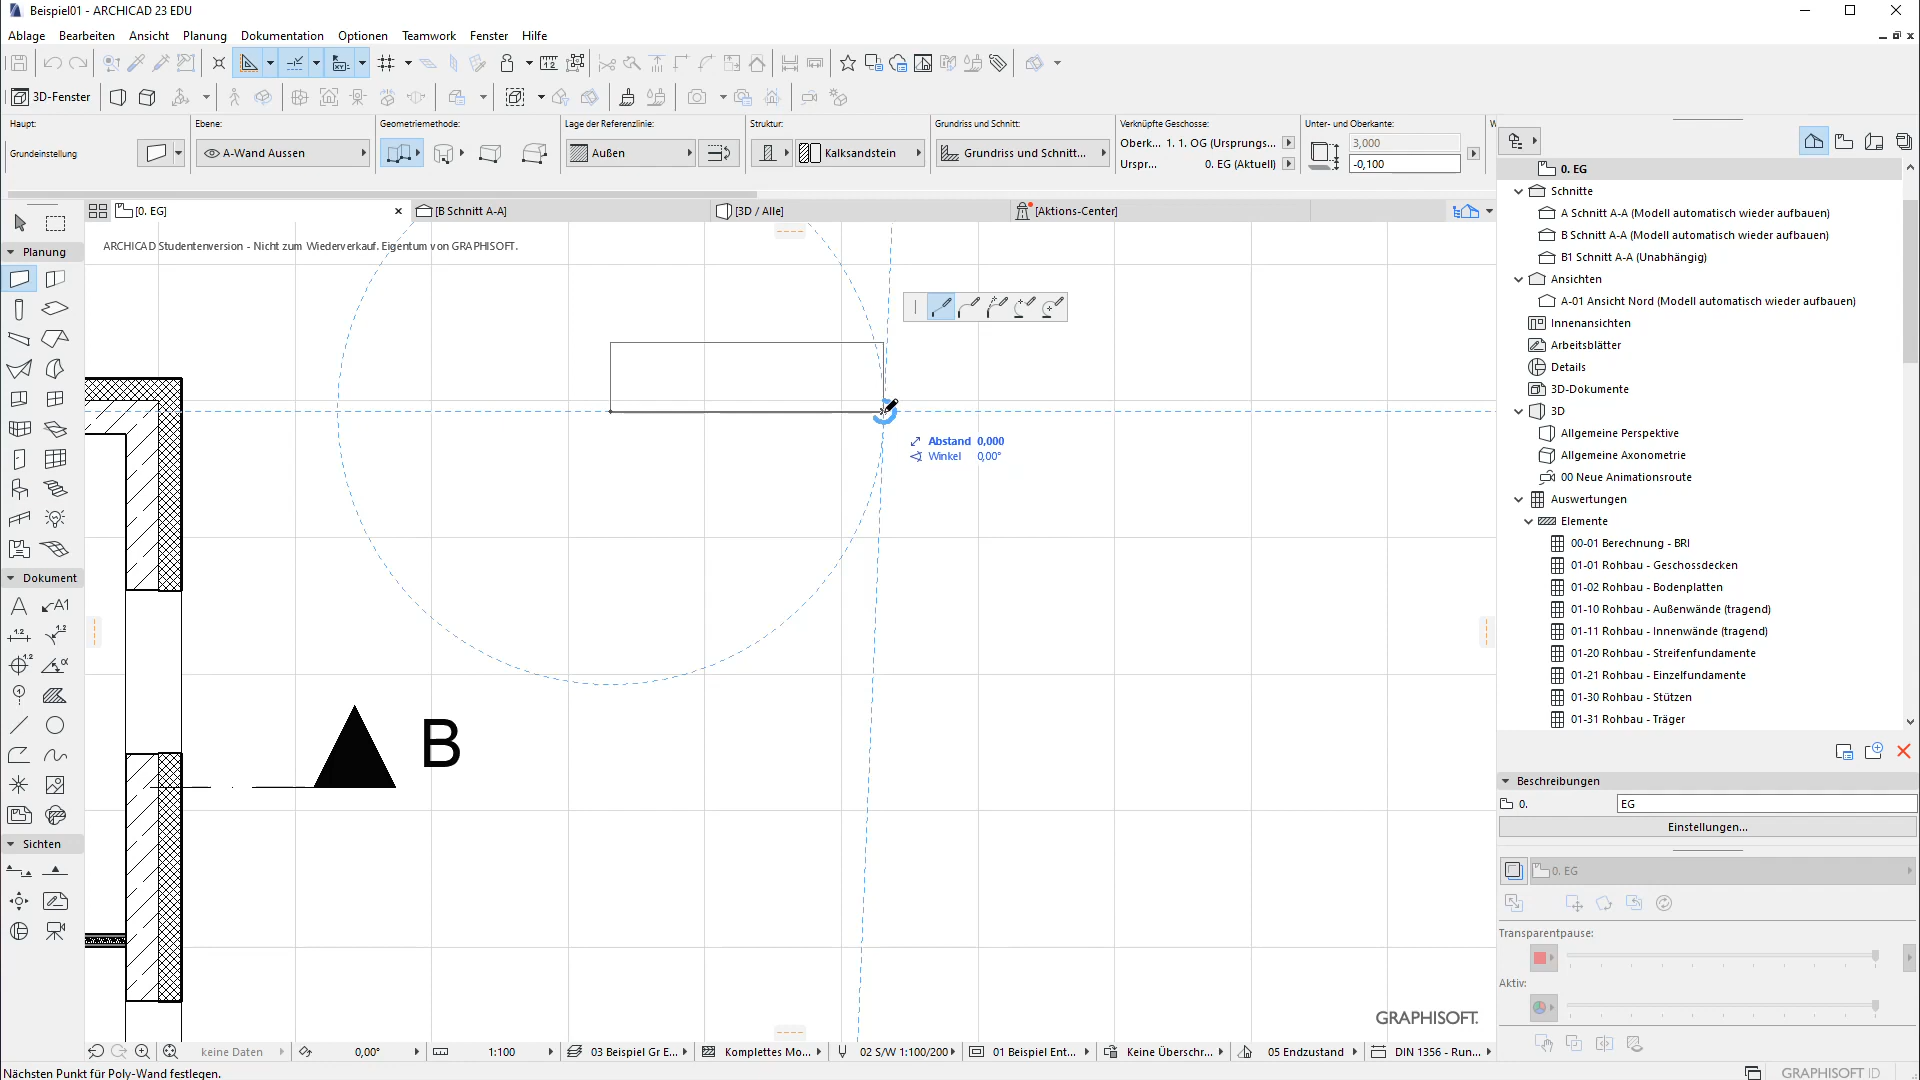 Beispiel01 - ARCHICAD 23 EDU
Ablage Bearbeiten Ansicht Planung Dokumentation Optionen Teamwork Fenster Hilfe
3D-Fenster
Haupt: Ebene: Geometriemethode: Lage der Referenzlinie: Struktur: Grundriss und Schnitt: Verknüpfte Geschosse: Unter- und Oberkante: W
Grundeinstellung A-Wand Aussen Außen Kalksandstein Grundriss und Schnitt...
Oberk... 1. 1. OG (Ursprungs... 3,000
Urspr... 0. EG (Aktuell) -0,100
[0. EG] [B Schnitt A-A] [3D / Alle] [Aktions-Center]
ARCHICAD Studentenversion - Nicht zum Wiederverkauf. Eigentum von GRAPHISOFT.
Planung
Dokument
A A1
1.2 1.2
1.2 α
1
Sichten
Abstand 0,000
Winkel 0,00°
B
GRAPHISOFT.
0. EG
Schnitte
A Schnitt A-A (Modell automatisch wieder aufbauen)
B Schnitt A-A (Modell automatisch wieder aufbauen)
B1 Schnitt A-A (Unabhängig)
Ansichten
A-01 Ansicht Nord (Modell automatisch wieder aufbauen)
Innenansichten
Arbeitsblätter
Details
3D-Dokumente
3D
Allgemeine Perspektive
Allgemeine Axonometrie
00 Neue Animationsroute
Auswertungen
Elemente
00-01 Berechnung - BRI
01-01 Rohbau - Geschossdecken
01-02 Rohbau - Bodenplatten
01-10 Rohbau - Außenwände (tragend)
01-11 Rohbau - Innenwände (tragend)
01-20 Rohbau - Streifenfundamente
01-21 Rohbau - Einzelfundamente
01-30 Rohbau - Stützen
01-31 Rohbau - Träger
Beschreibungen
0. EG
Einstellungen...
0. EG
Transparentpause:
Aktiv:
keine Daten 0,00° 1:100 03 Beispiel Gr E... Komplettes Mo... 02 S/W 1:100/200 01 Beispiel Ent... Keine Überschr... 05 Endzustand DIN 1356 - Run...
Nächsten Punkt für Poly-Wand festlegen.
GRAPHISOFT ID